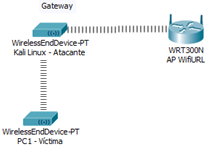 Gateway
WirelessEndDevice-PT
Kali Linux - Atacante
WRT300N
AP WifiURL
WirelessEndDevice-PT
PC1 - Víctima